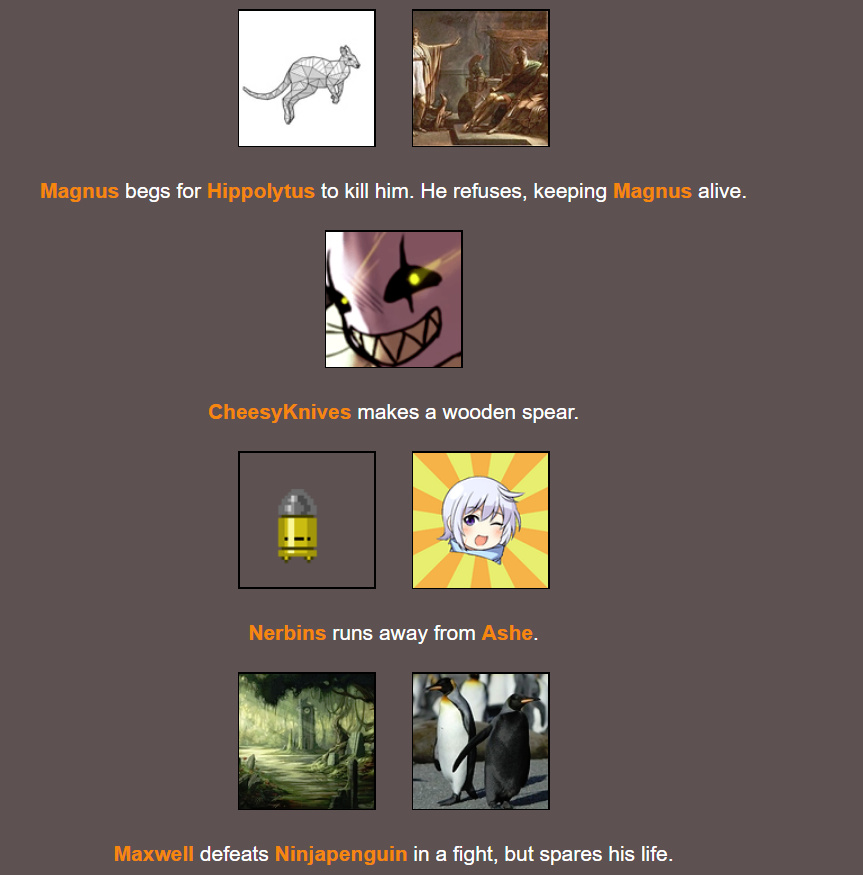 Magnus begs for Hippolytus to kill him. He refuses, keeping Magnus alive.
CheesyKnives makes a wooden spear.
Nerbins runs away from Ashe.
Maxwell defeats Ninjapenguin in a fight, but spares his life.